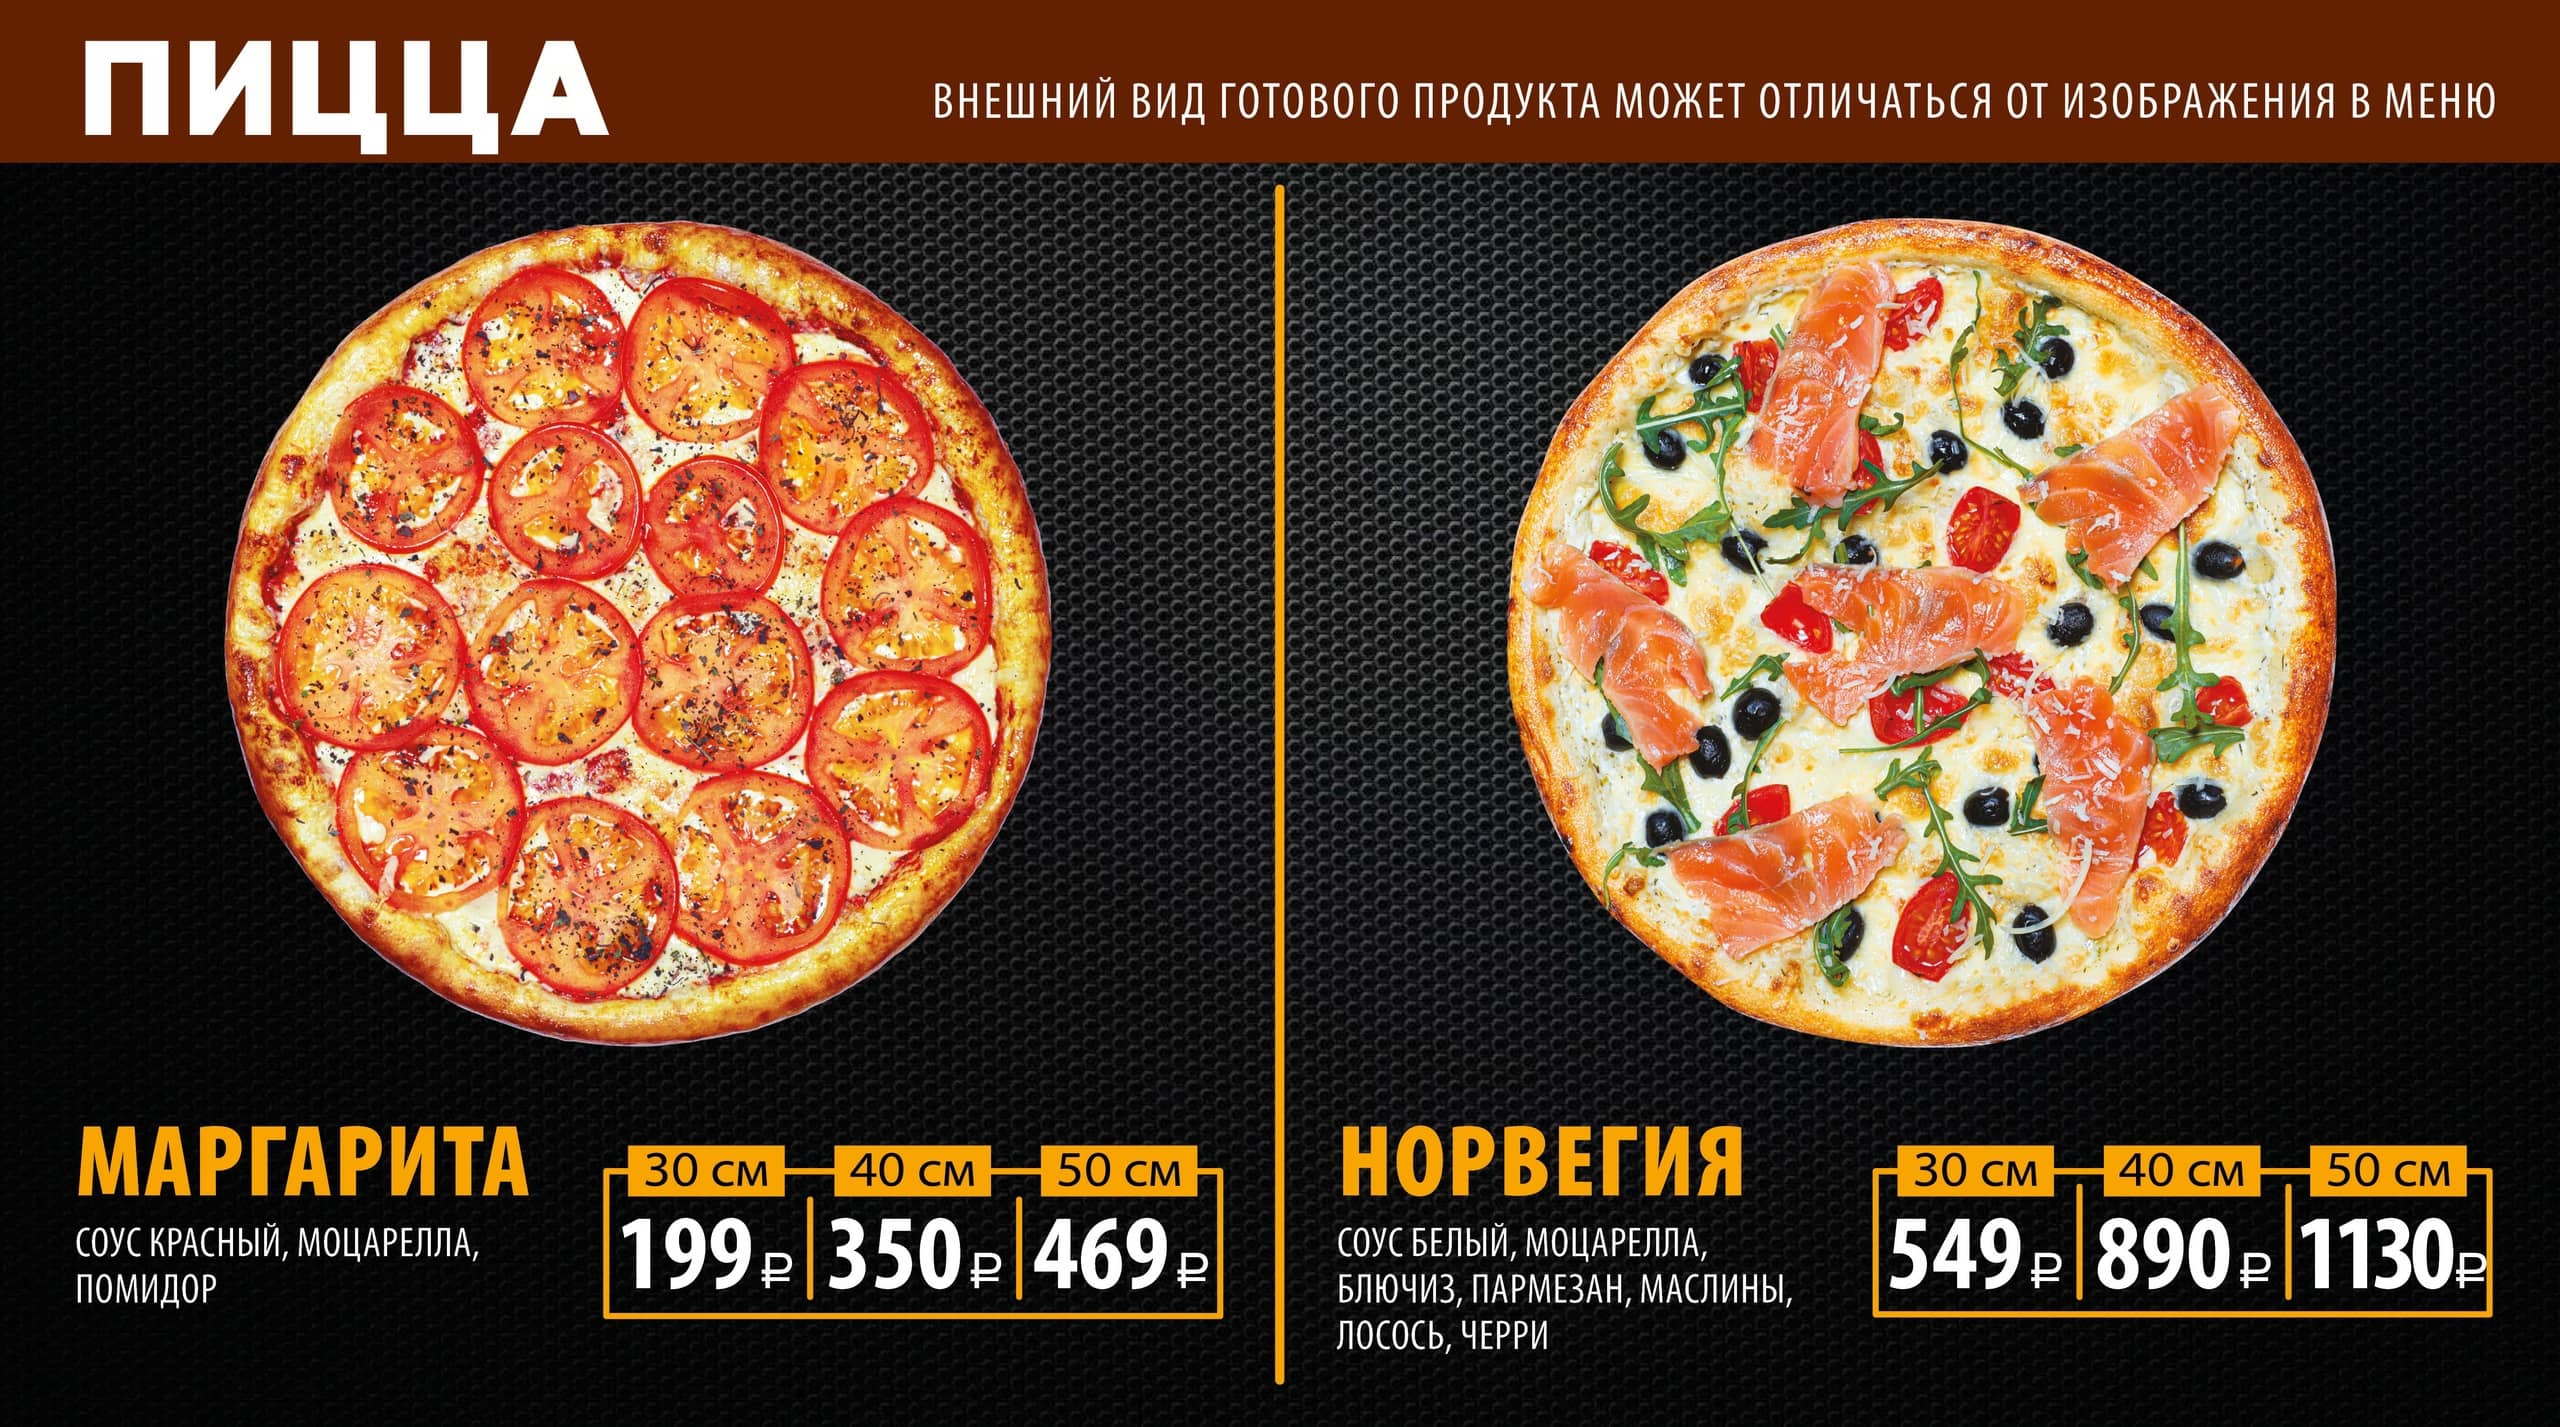 ПИЦЦА
ВНЕШНИЙ ВИД ГОТОВОГО ПРОДУКТА МОЖЕТ ОТЛИЧАТЬСЯ ОТ ИЗОБРАЖЕНИЯ В МЕНЮ
МАРГАРИТА
СОУС КРАСНЫЙ, МОЦАРЕЛЛА,
ПОМИДОР
30 СМ 40 СМ 50 СМ
199 ₽ 350 ₽ 469 ₽
НОРВЕГИЯ
СОУС БЕЛЫЙ, МОЦАРЕЛЛА,
БЛЮЧИЗ, ПАРМЕЗАН, МАСЛИНЫ,
ЛОСОСЬ, ЧЕРРИ
30 СМ 40 СМ 50 СМ
549 ₽ 890 ₽ 1130 ₽